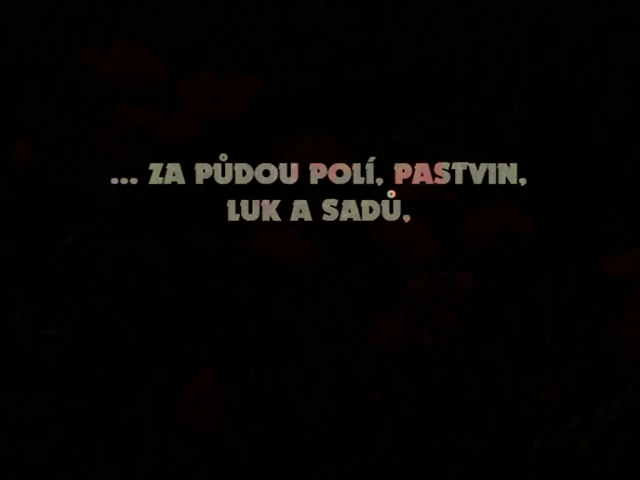 ... ZA PŮDOU POLÍ, PASTVIN,
LUK A SADŮ,